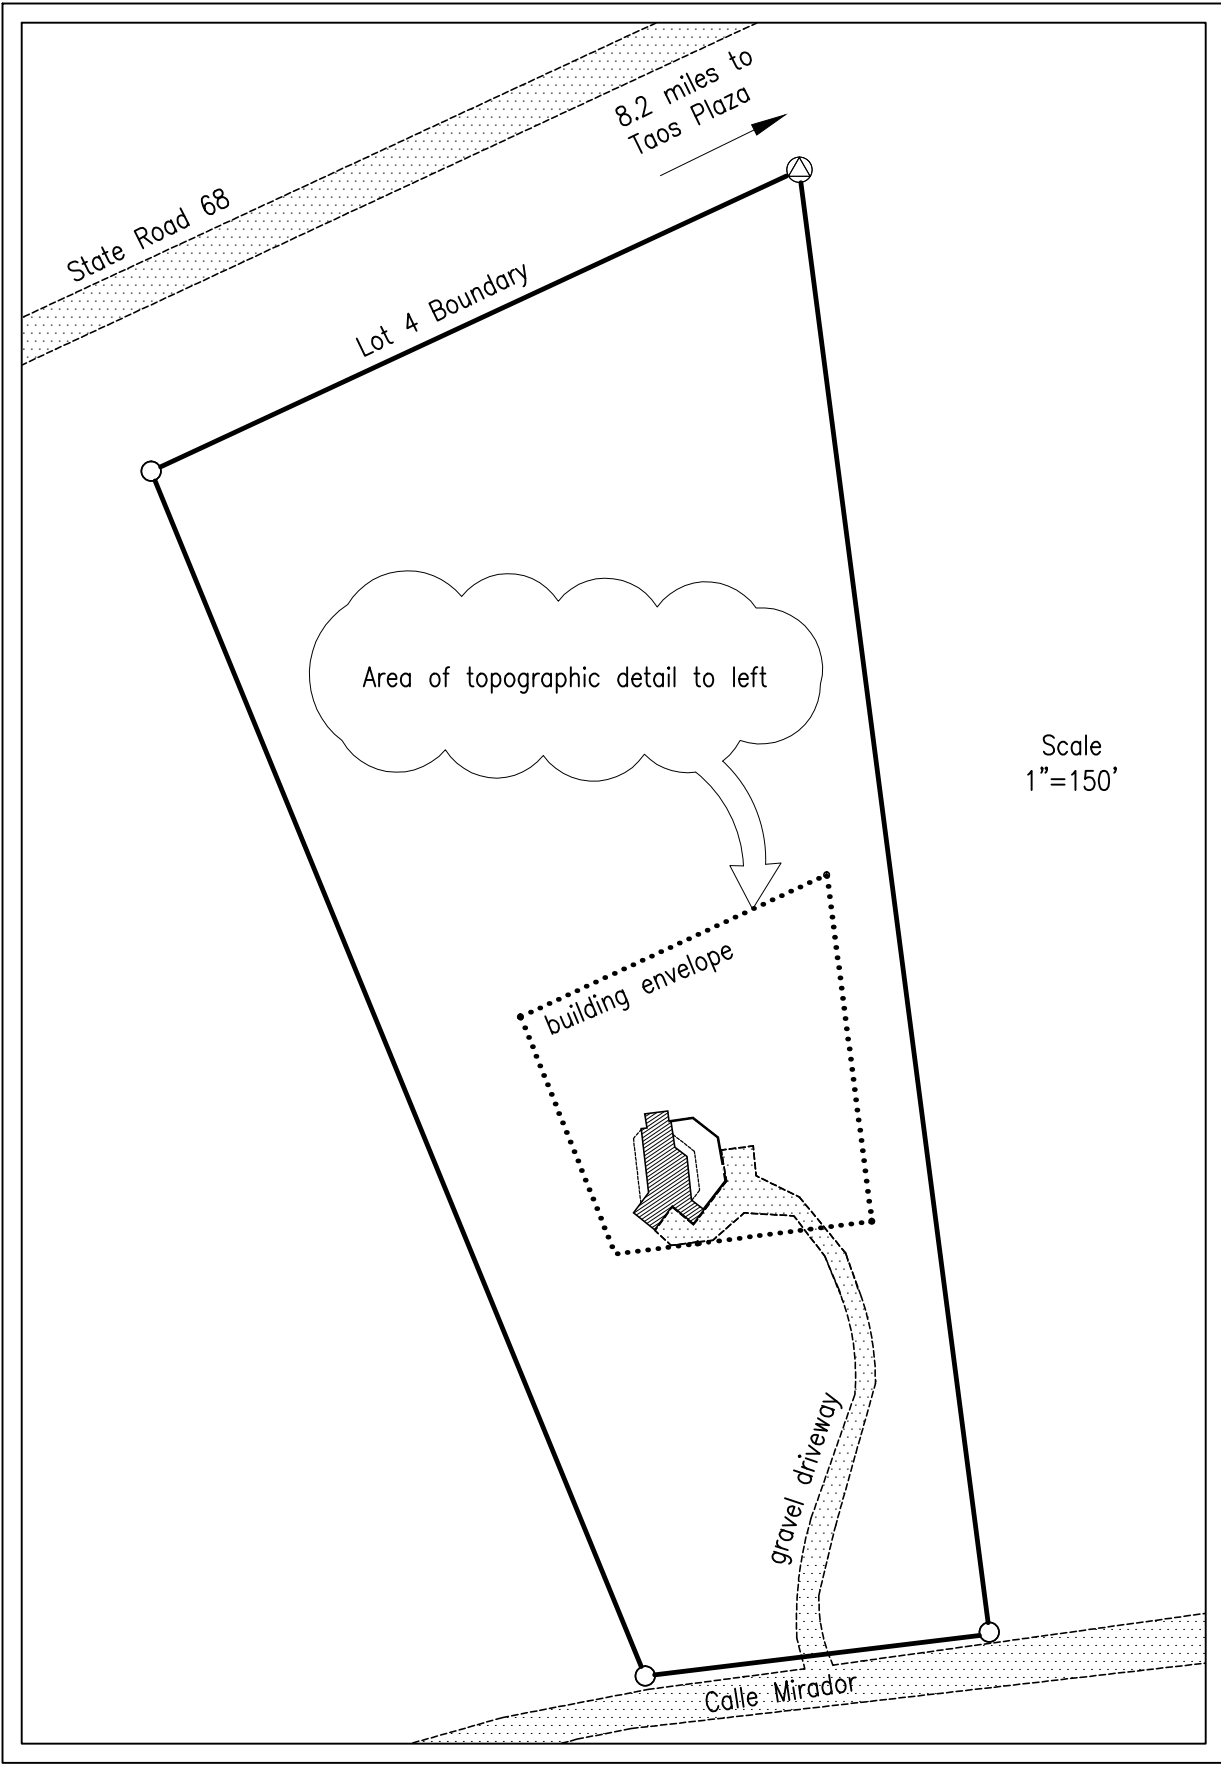 8.2 miles to
Taos Plaza
State Road 68
Lot 4 Boundary
Area of topographic detail to left
Scale
1"=150'
building envelope
gravel driveway
Calle Mirador